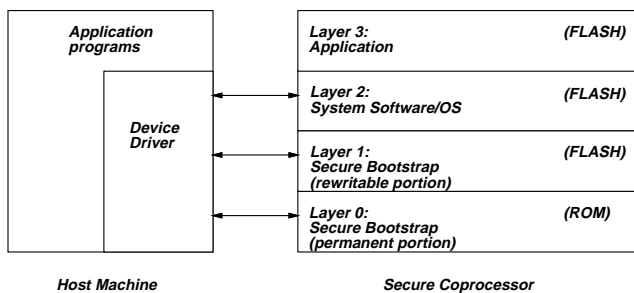 Application
programs
Device
Driver
Host Machine
Layer 3: (FLASH)
Application
Layer 2: (FLASH)
System Software/OS
Layer 1: (FLASH)
Secure Bootstrap
(rewritable portion)
Layer 0: (ROM)
Secure Bootstrap
(permanent portion)
Secure Coprocessor